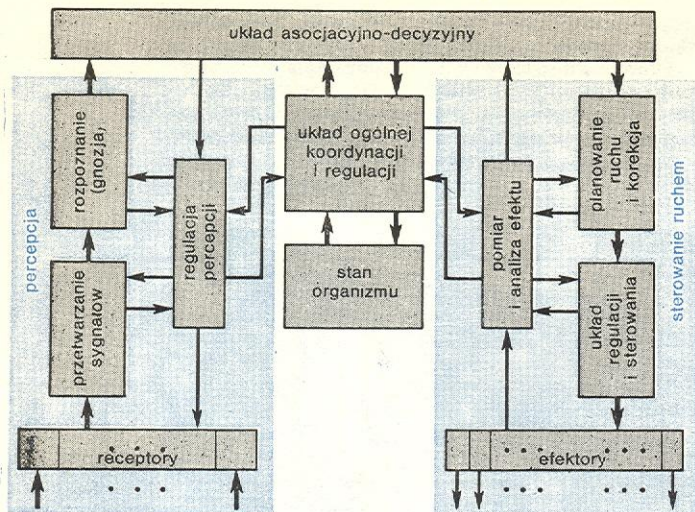 układ asocjacyjno-decyzyjny
percepcja
rozpoznanie
(gnozja,
przetwarzanie
sygnałow
regulacja
percepcji
receptory
układ ogólnej
koordynacji
i regulacji
stan
organizmu
pomiar
i analiza efektu
planowanie
ruchu
i korekcja
układ
regulacji
i sterowania
efektory
sterowanie ruchem